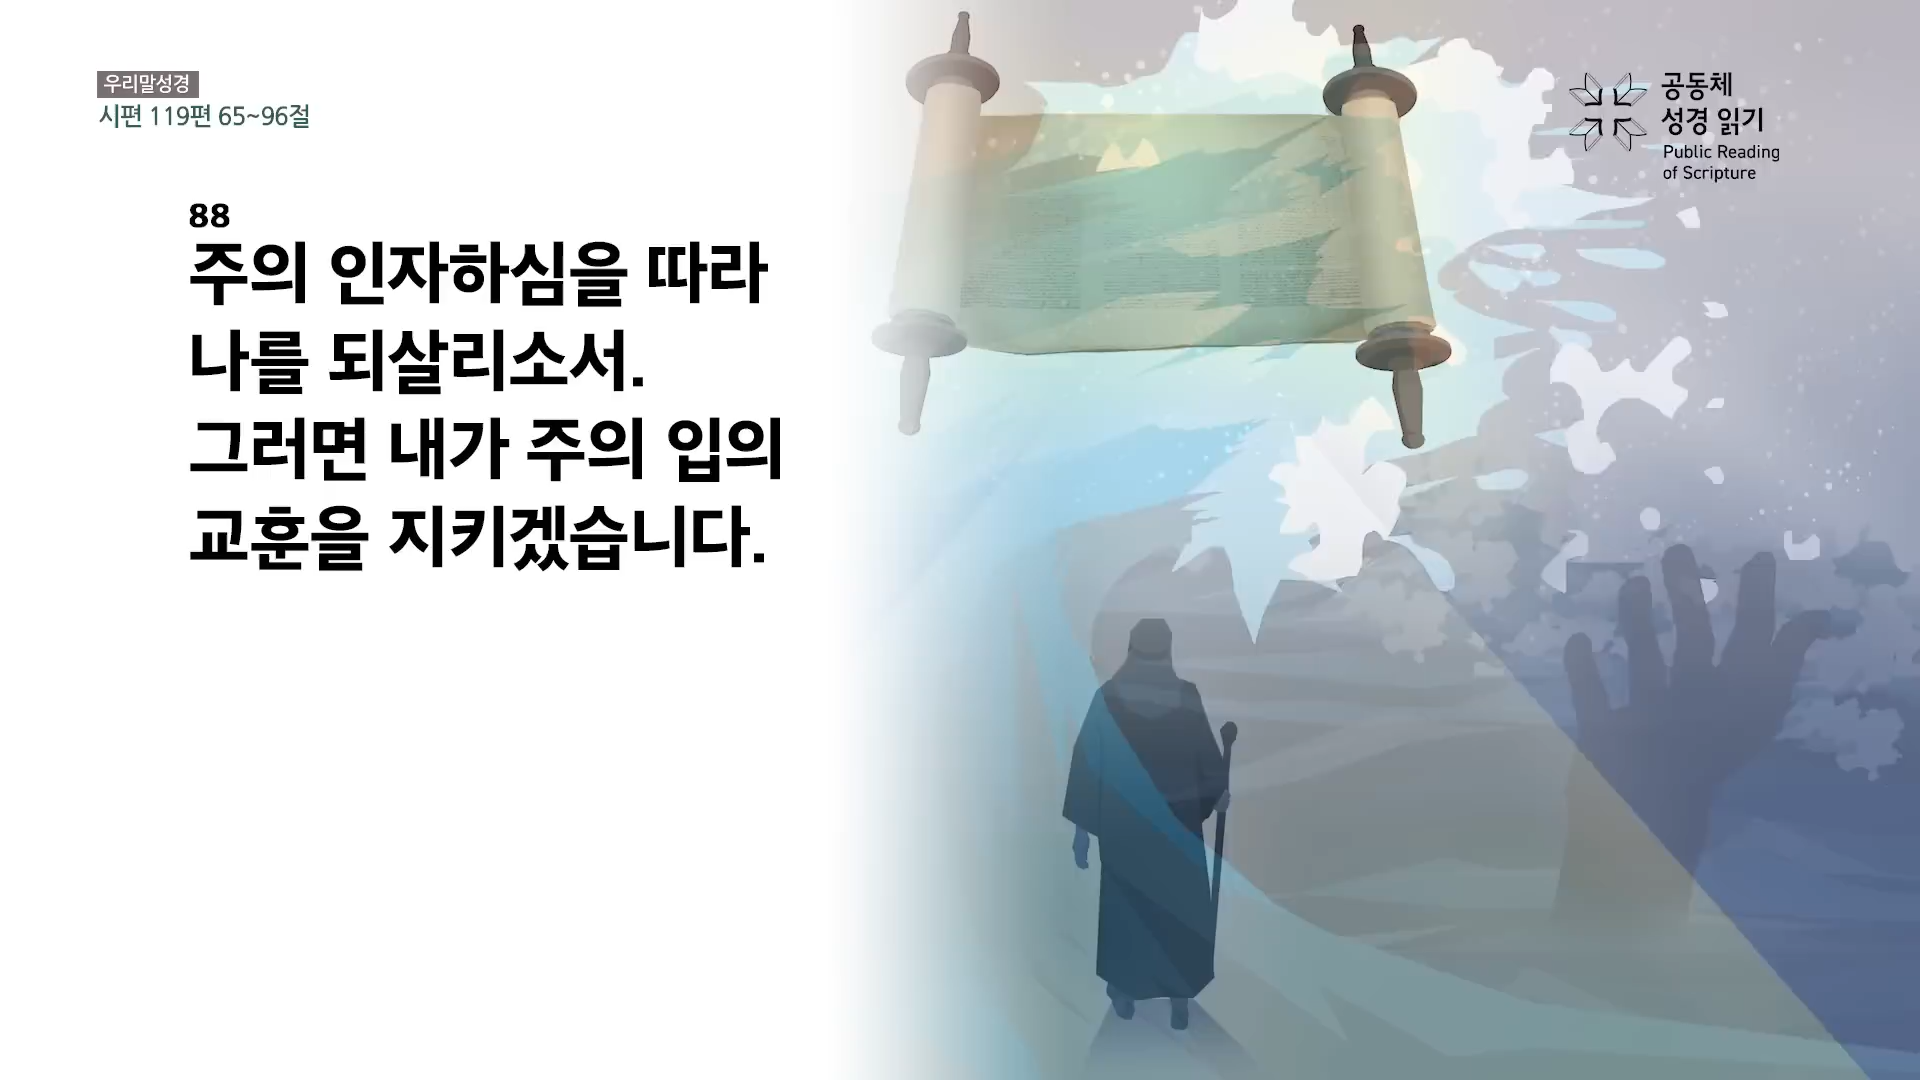 우리말성경
시편 119편 65~96절
공동체
성경 읽기
Public Reading
of Scripture
88
주의 인자하심을 따라
나를 되살리소서.
그러면 내가 주의 입의
교훈을 지키겠습니다.